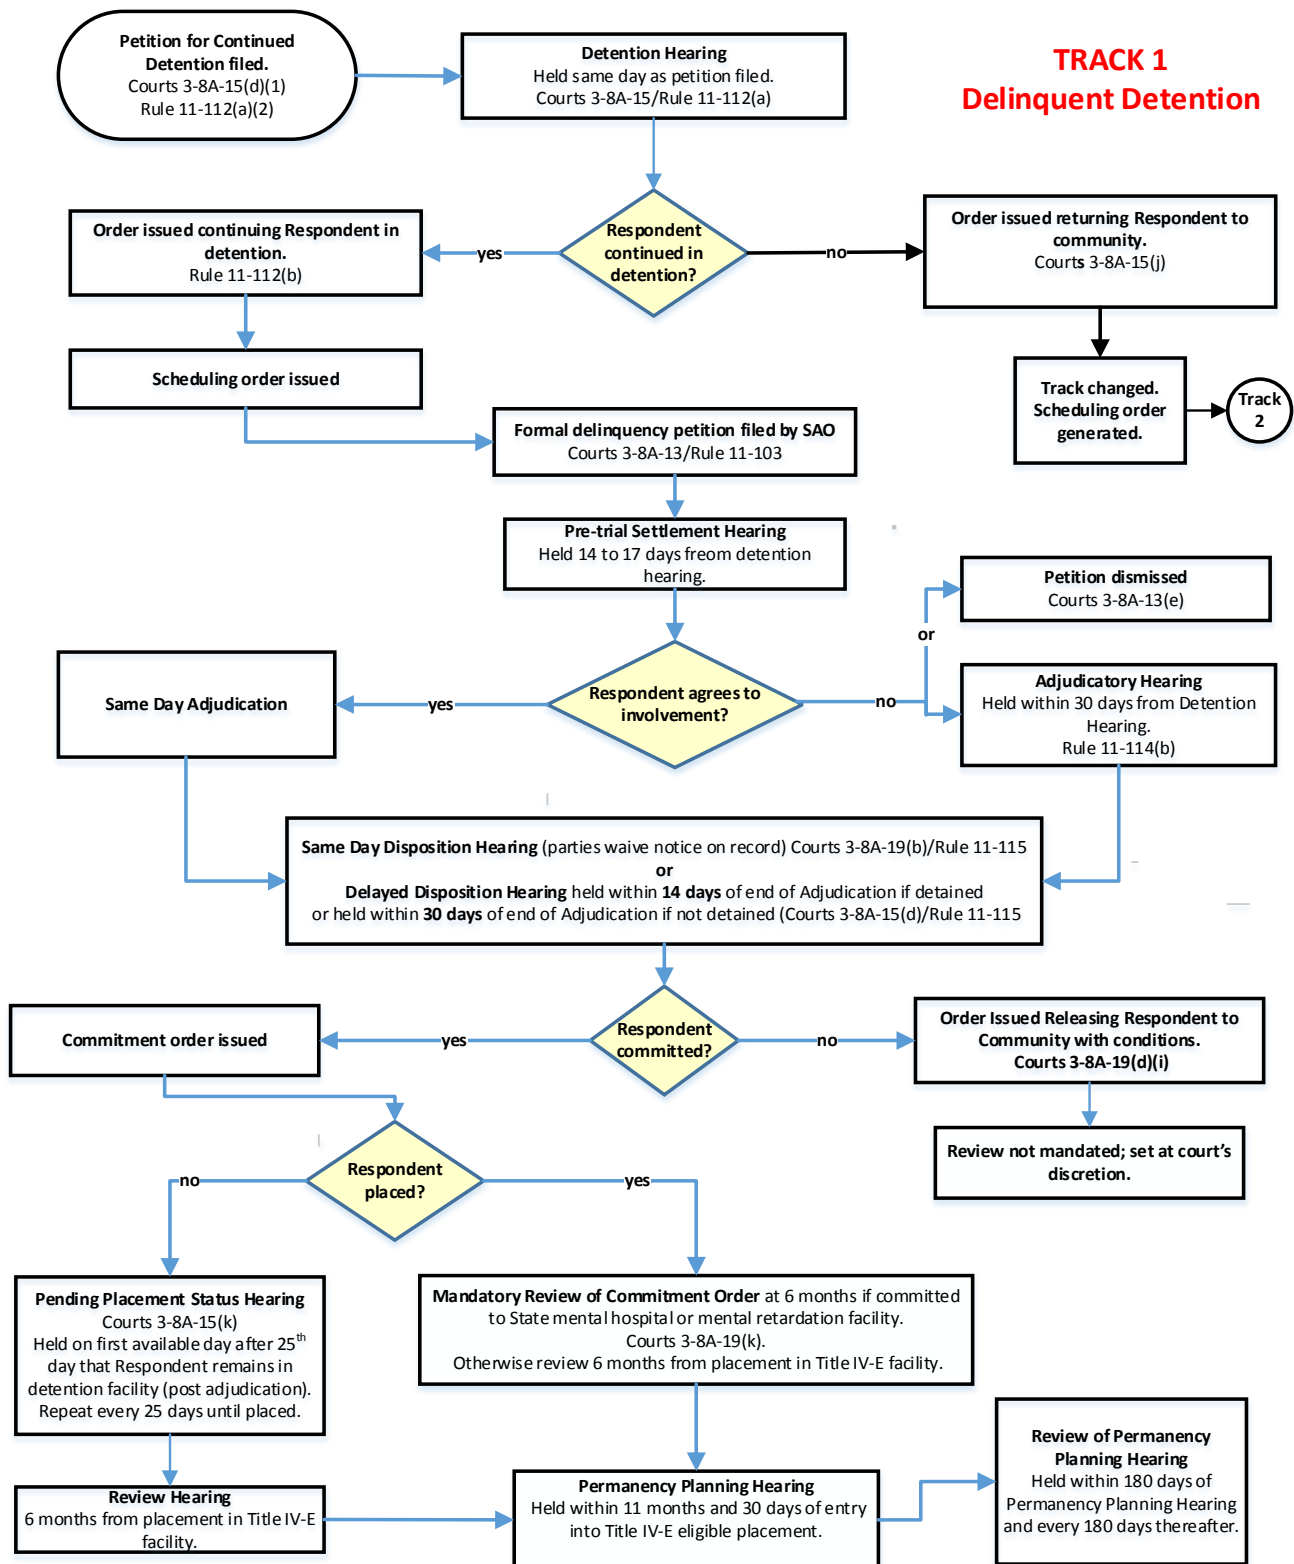 Petition for Continued
Detention filed.
Courts 3-8A-15(d)(1)
Rule 11-112(a)(2)
Detention Hearing
Held same day as petition filed.
Courts 3-8A-15/Rule 11-112(a)
TRACK 1
Delinquent Detention
Order issued continuing Respondent in
detention.
Rule 11-112(b)
yes
Respondent
continued in
detention?
no
Order issued returning Respondent to
community.
Courts 3-8A-15(j)
Scheduling order issued
Track changed.
Scheduling order
generated.
Track
2
Formal delinquency petition filed by SAO
Courts 3-8A-13/Rule 11-103
Pre-trial Settlement Hearing
Held 14 to 17 days freom detention
hearing.
Petition dismissed
Courts 3-8A-13(e)
or
Same Day Adjudication
yes
Respondent agrees to
involvement?
no
Adjudicatory Hearing
Held within 30 days from Detention
Hearing.
Rule 11-114(b)
Same Day Disposition Hearing (parties waive notice on record) Courts 3-8A-19(b)/Rule 11-115
or
Delayed Disposition Hearing held within 14 days of end of Adjudication if detained
or held within 30 days of end of Adjudication if not detained (Courts 3-8A-15(d)/Rule 11-115
Commitment order issued
yes
Respondent
committed?
no
Order Issued Releasing Respondent to
Community with conditions.
Courts 3-8A-19(d)(i)
Review not mandated; set at court's
discretion.
no
Respondent
placed?
yes
Pending Placement Status Hearing
Courts 3-8A-15(k)
Held on first available day after 25th
day that Respondent remains in
detention facility (post adjudication).
Repeat every 25 days until placed.
Mandatory Review of Commitment Order at 6 months if committed
to State mental hospital or mental retardation facility.
Courts 3-8A-19(k).
Otherwise review 6 months from placement in Title IV-E facility.
Review Hearing
6 months from placement in Title IV-E
facility.
Permanency Planning Hearing
Held within 11 months and 30 days of entry
into Title IV-E eligible placement.
Review of Permanency
Planning Hearing
Held within 180 days of
Permanency Planning Hearing
and every 180 days thereafter.